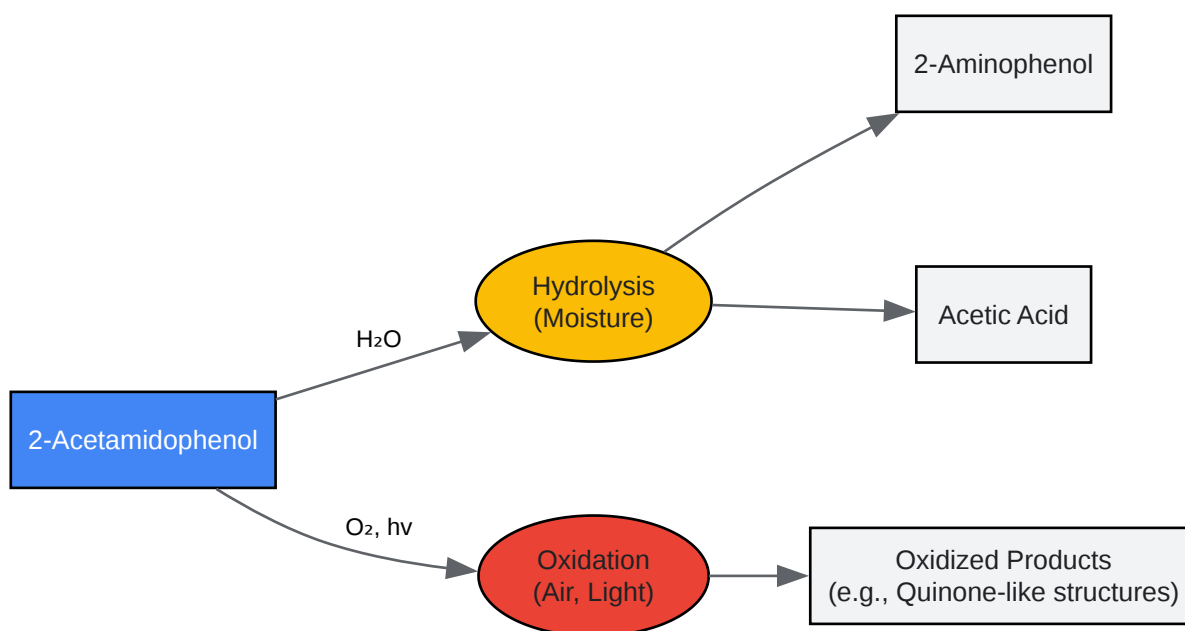 2-Aminophenol
Hydrolysis
(Moisture)
Acetic Acid
H₂O
2-Acetamidophenol
O₂, hv
Oxidation
(Air, Light)
Oxidized Products
(e.g., Quinone-like structures)